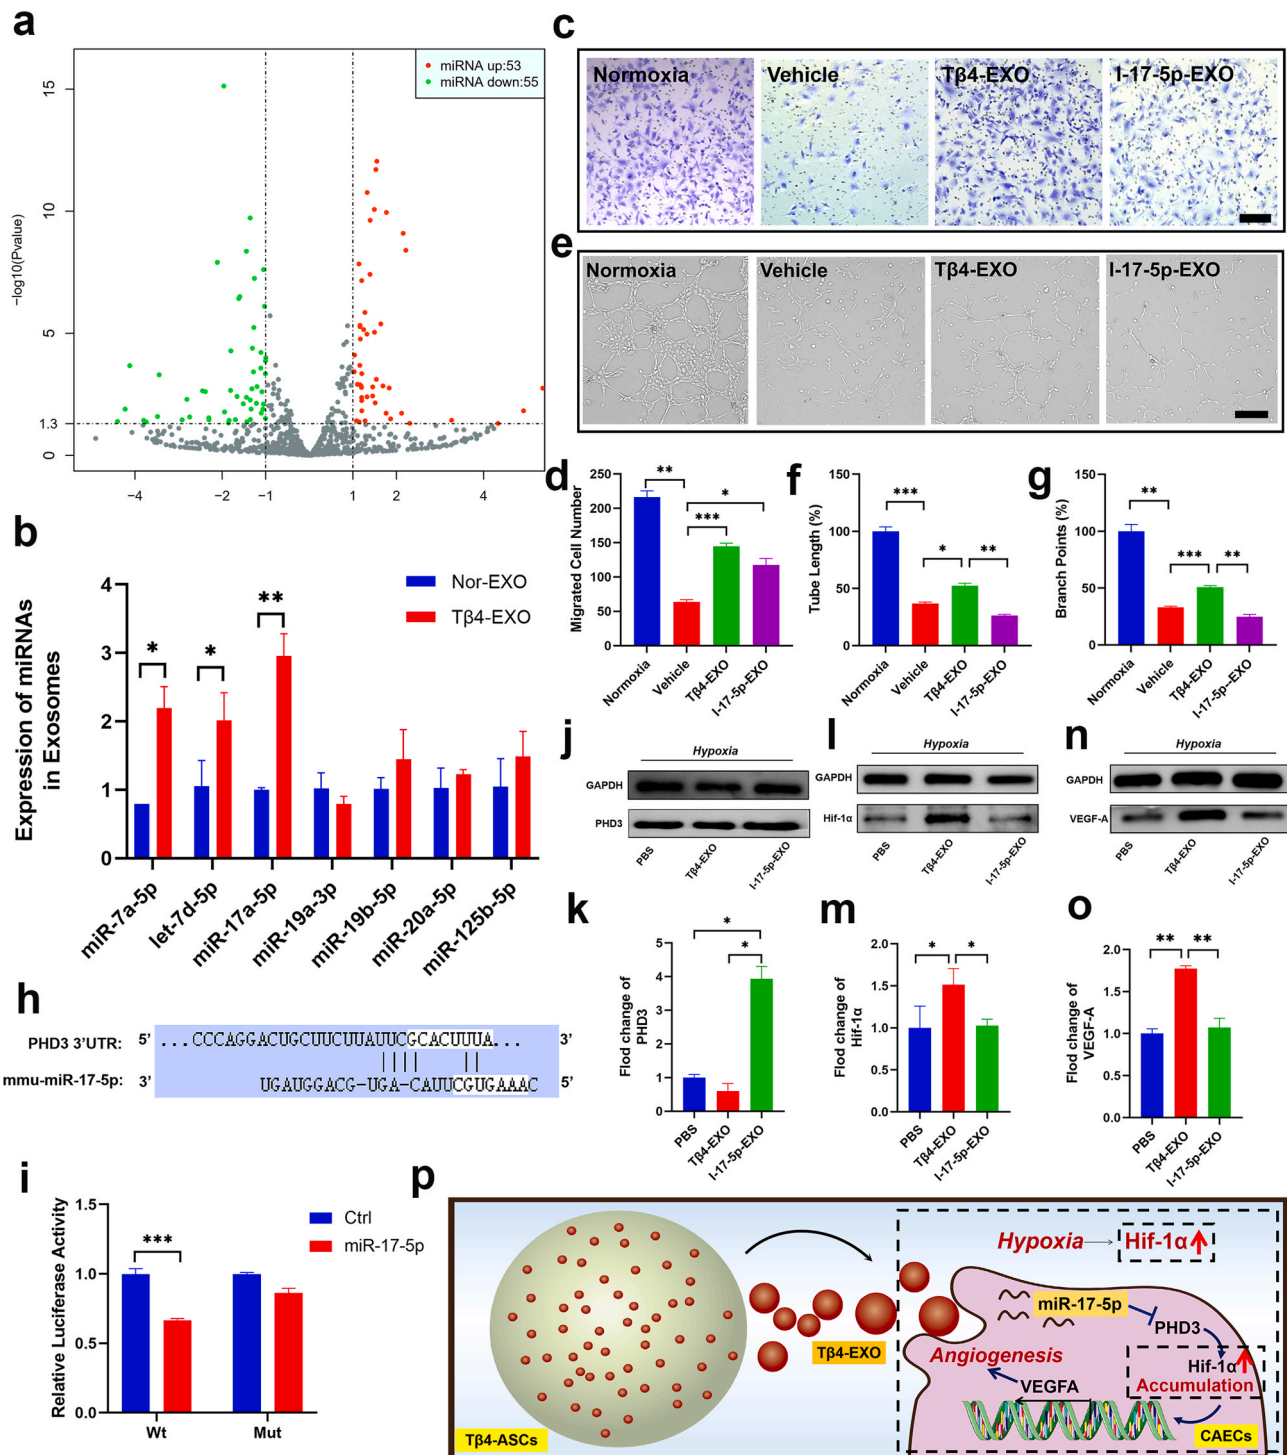 a
miRNA up:53
miRNA down:55
−log10(Pvalue)
15
10
5
1.3
0
−4
−2
−1
1
2
4
b
Nor-EXO
Tβ4-EXO
Expression of miRNAs
in Exosomes
4
3
2
1
0
*
*
**
miR-7a-5p
let-7d-5p
miR-17a-5p
miR-19a-3p
miR-19b-5p
miR-20a-5p
miR-125b-5p
c
Normoxia
Vehicle
Tβ4-EXO
I-17-5p-EXO
e
Normoxia
Vehicle
Tβ4-EXO
I-17-5p-EXO
d
Migrated Cell Number
250
200
150
100
50
0
**
*
***
Normoxia
Vehicle
Tβ4-EXO
I-17-5p-EXO
f
Tube Length (%)
150
100
50
0
***
*
**
Normoxia
Vehicle
Tβ4-EXO
I-17-5p-EXO
g
Branch Points (%)
150
100
50
0
**
***
**
Normoxia
Vehicle
Tβ4-EXO
I-17-5p--EXO
h
PHD3 3’UTR:
5’
...CCCAGGACUGCUUCUUAUUUCGCACUUUA...
3’
mmu-miR-17-5p:
3’
UGAUGGACG-UGA-CAUUCGUGAAAC
5’
i
Relative Luciferase Activity
1.5
1.0
0.5
0.0
***
Ctrl
miR-17-5p
Wt
Mut
j
Hypoxia
GAPDH
PHD3
PBS
Tβ4-EXO
I-17-5p-EXO
l
Hypoxia
GAPDH
Hif-1α
PBS
Tβ4-EXO
I-17-5p-EXO
n
Hypoxia
GAPDH
VEGF-A
PBS
Tβ4-EXO
I-17-5p-EXO
k
Flod change of
PHD3
5
4
3
2
1
0
*
*
PBS
Tβ4-EXO
I-17-5p-EXO
m
Flod change of
Hif-1α
2.0
1.5
1.0
0.5
0.0
*
*
PBS
Tβ4-EXO
I-17-5p-EXO
o
Flod change of
VEGF-A
2.0
1.5
1.0
0.5
0.0
**
**
PBS
Tβ4-EXO
I-17-5p-EXO
p
Tβ4-ASCs
Tβ4-EXO
Hypoxia
Hif-1α
miR-17-5p
PHD3
Hif-1α
Accumulation
Angiogenesis
VEGFA
CAECs